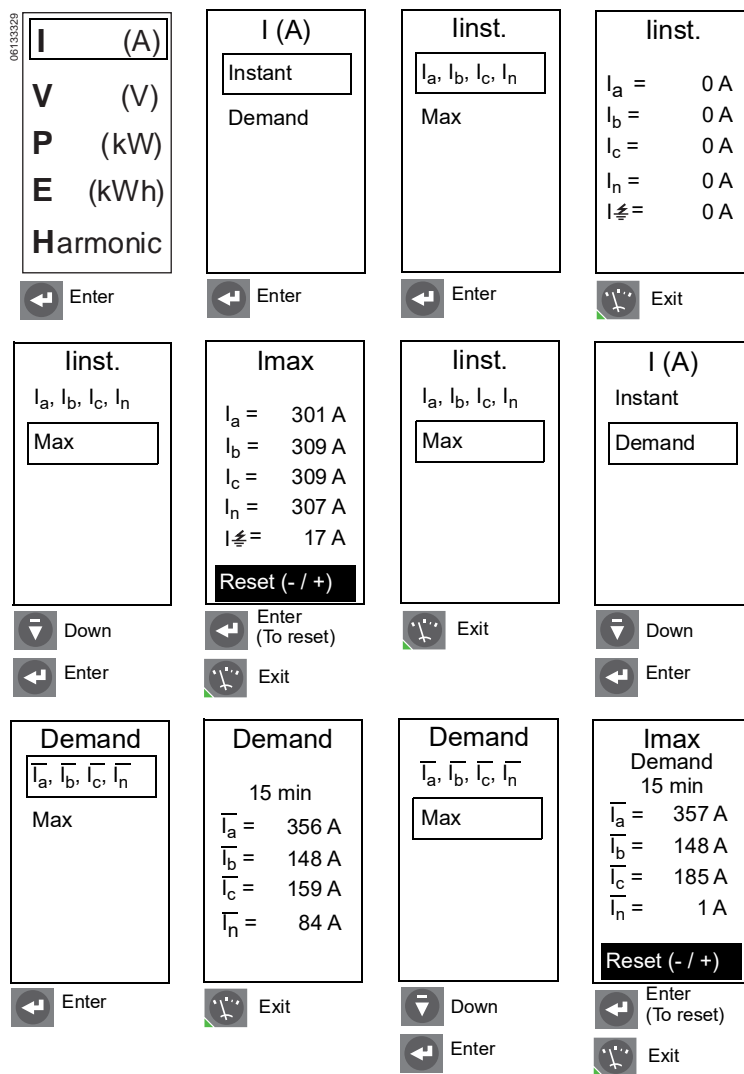 06133329
I (A)
V (V)
P (kW)
E (kWh)
Harmonic
Enter
I (A)
Instant
Demand
Enter
Iinst.
Ia, Ib, Ic, In
Max
Enter
Iinst.
Ia = 0 A
Ib = 0 A
Ic = 0 A
In = 0 A
I⏚ = 0 A
Exit
Iinst.
Ia, Ib, Ic, In
Max
Down
Enter
Imax
Ia = 301 A
Ib = 309 A
Ic = 309 A
In = 307 A
I⏚ = 17 A
Reset (- / +)
Enter
(To reset)
Exit
Iinst.
Ia, Ib, Ic, In
Max
Exit
I (A)
Instant
Demand
Down
Enter
Demand
Ia, Ib, Ic, In
Max
Enter
Demand
15 min
Ia = 356 A
Ib = 148 A
Ic = 159 A
In = 84 A
Exit
Demand
Ia, Ib, Ic, In
Max
Down
Enter
Imax
Demand
15 min
Ia = 357 A
Ib = 148 A
Ic = 185 A
In = 1 A
Reset (- / +)
Enter
(To reset)
Exit